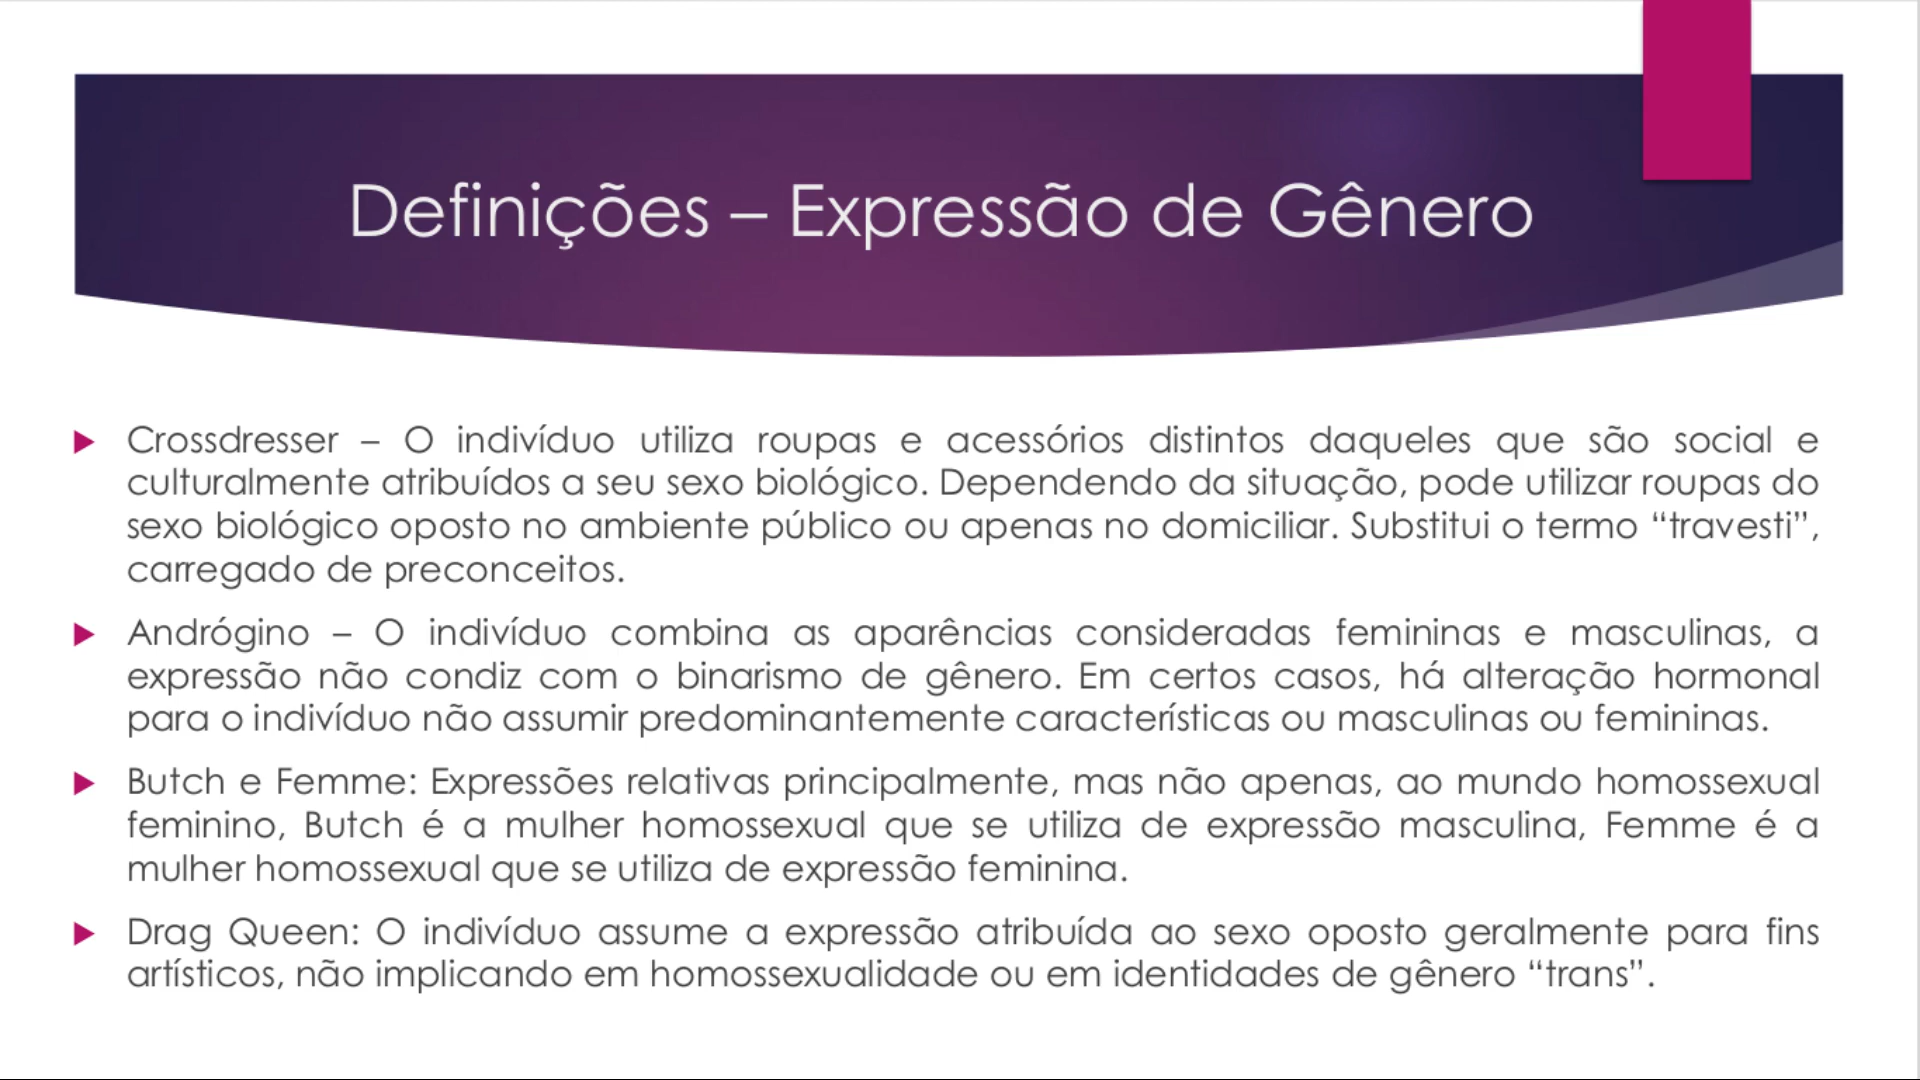 Definições – Expressão de Gênero
Crossdresser – O indivíduo utiliza roupas e acessórios distintos daqueles que são social e
culturalmente atribuídos a seu sexo biológico. Dependendo da situação, pode utilizar roupas do
sexo biológico oposto no ambiente público ou apenas no domiciliar. Substitui o termo “travesti”,
carregado de preconceitos.
Andrógino – O indivíduo combina as aparências consideradas femininas e masculinas, a
expressão não condiz com o binarismo de gênero. Em certos casos, há alteração hormonal
para o indivíduo não assumir predominantemente características ou masculinas ou femininas.
Butch e Femme: Expressões relativas principalmente, mas não apenas, ao mundo homossexual
feminino, Butch é a mulher homossexual que se utiliza de expressão masculina, Femme é a
mulher homossexual que se utiliza de expressão feminina.
Drag Queen: O indivíduo assume a expressão atribuída ao sexo oposto geralmente para fins
artísticos, não implicando em homossexualidade ou em identidades de gênero “trans”.